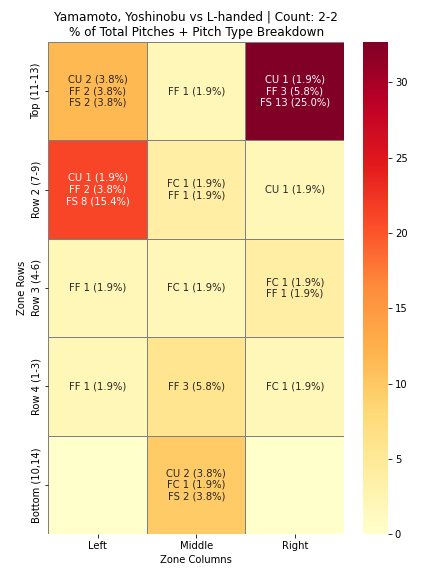 Yamamoto, Yoshinobu vs L-handed | Count: 2-2
% of Total Pitches + Pitch Type Breakdown
Zone Rows
Top (11-13)
CU 2 (3.8%)
FF 2 (3.8%)
FS 2 (3.8%)
FF 1 (1.9%)
CU 1 (1.9%)
FF 3 (5.8%)
FS 13 (25.0%)
Row 2 (7-9)
CU 1 (1.9%)
FF 2 (3.8%)
FS 8 (15.4%)
FC 1 (1.9%)
FF 1 (1.9%)
CU 1 (1.9%)
Row 3 (4-6)
FF 1 (1.9%)
FC 1 (1.9%)
FC 1 (1.9%)
FF 1 (1.9%)
Row 4 (1-3)
FF 1 (1.9%)
FF 3 (5.8%)
FC 1 (1.9%)
Bottom (10,14)
CU 2 (3.8%)
FC 1 (1.9%)
FS 2 (3.8%)
Left
Middle
Right
Zone Columns
30
25
20
15
10
5
0